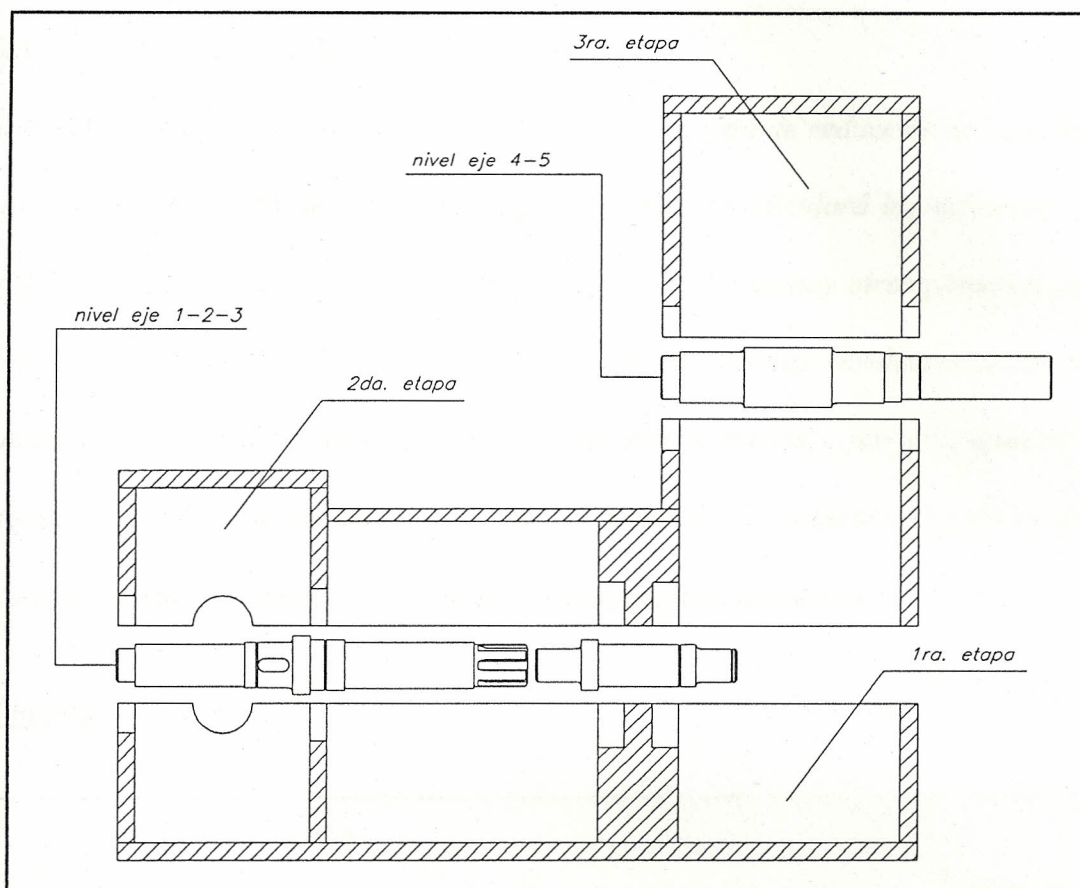 3ra. etapa
nivel eje 4-5
nivel eje 1-2-3
2da. etapa
1ra. etapa